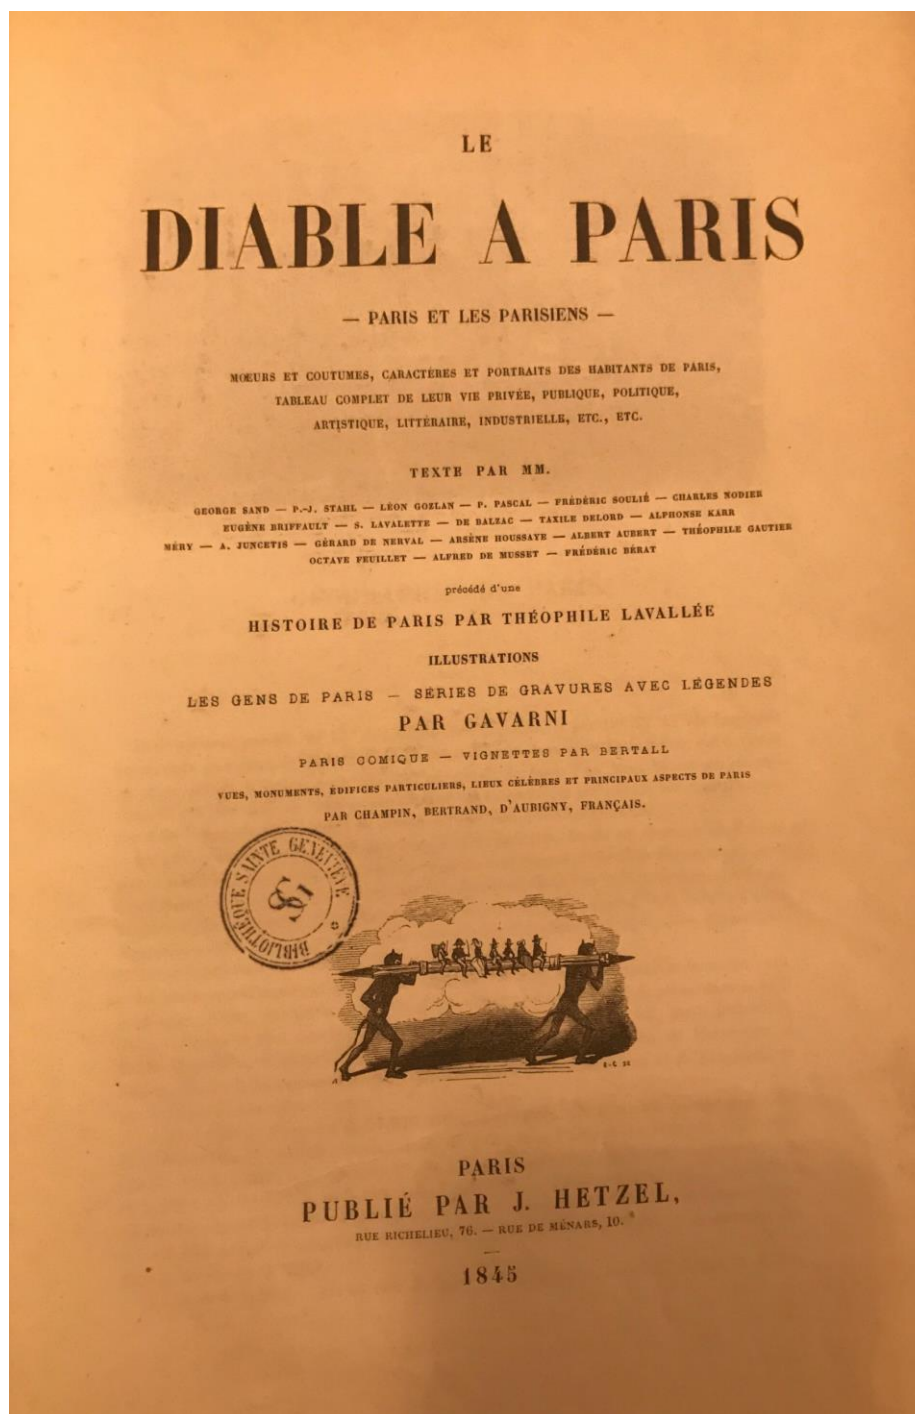 LE
DIABLE A PARIS
— PARIS ET LES PARISIENS —
MŒURS ET COUTUMES, CARACTÈRES ET PORTRAITS DES HABITANTS DE PARIS,
TABLEAU COMPLET DE LEUR VIE PRIVÉE, PUBLIQUE, POLITIQUE,
ARTISTIQUE, LITTÉRAIRE, INDUSTRIELLE, ETC., ETC.
TEXTE PAR MM.
GEORGE SAND — P.-J. STAHL — LÉON GOZLAN — P. PASCAL — FRÉDÉRIC SOULIÉ — CHARLES NODIER
EUGÈNE BRIFFAULT — S. LAVALETTE — DE BALZAC — TAXILE DELORD — ALPHONSE KARR
MÉRY — A. JUNCETIS — GÉRARD DE NERVAL — ARSÈNE HOUSSAYE — ALBERT AUBERT — THÉOPHILE GAUTIER
OCTAVE FEUILLET — ALFRED DE MUSSET — FRÉDÉRIC BÉRAT
précédé d'une
HISTOIRE DE PARIS PAR THÉOPHILE LAVALLÉE
ILLUSTRATIONS
LES GENS DE PARIS — SÉRIES DE GRAVURES AVEC LÉGENDES
PAR GAVARNI
PARIS COMIQUE — VIGNETTES PAR BERTALL
VUES, MONUMENTS, ÉDIFICES PARTICULIERS, LIEUX CÉLÈBRES ET PRINCIPAUX ASPECTS DE PARIS
PAR CHAMPIN, BERTRAND, D'AUBIGNY, FRANÇAIS.
BIBLIOTHÈQUE SAINTE GENEVIÈVE
PARIS
PUBLIÉ PAR J. HETZEL,
RUE RICHELIEU, 76. — RUE DE MÉNARS, 10.
1845